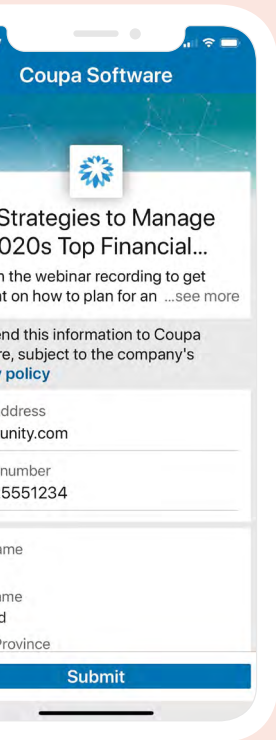 Coupa Software
Strategies to Manage
020s Top Financial...
the webinar recording to get
on how to plan for an ...see more
this information to Coupa
subject to the company's
policy
ddress
unity.com
number
5551234
ame
ame
d
Province
Submit